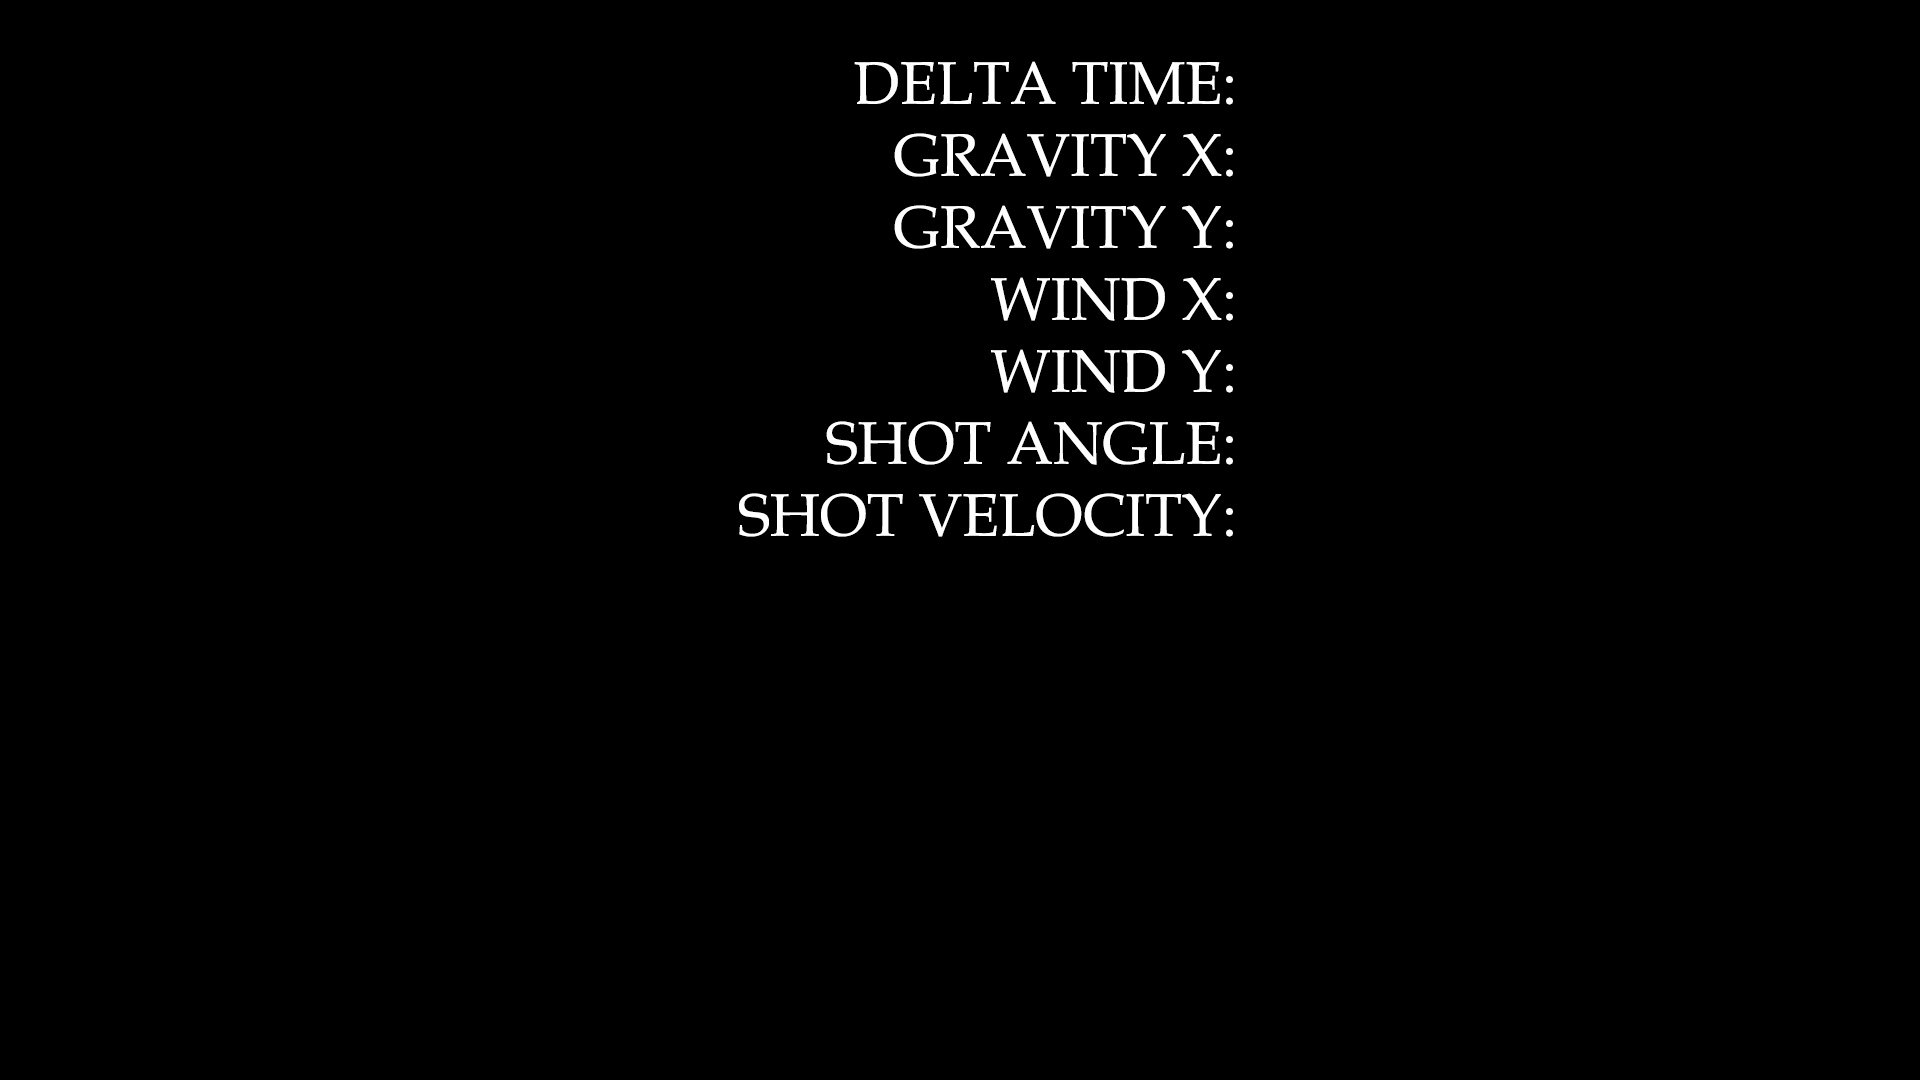 DELTA TIME:
GRAVITY X:
GRAVITY Y:
WIND X:
WIND Y:
SHOT ANGLE:
SHOT VELOCITY: